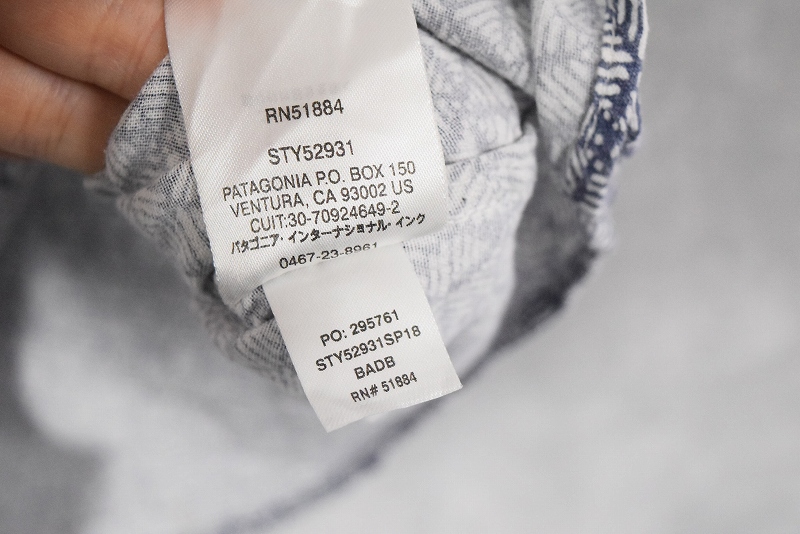 RN51884
STY52931
PATAGONIA P.O. BOX 150
VENTURA, CA 93002 US
CUIT:30-70924649-2
パタゴニア・インターナショナル・インク
0467-23-8961
PO: 295761
STY52931SP18
BADB
RN# 51884